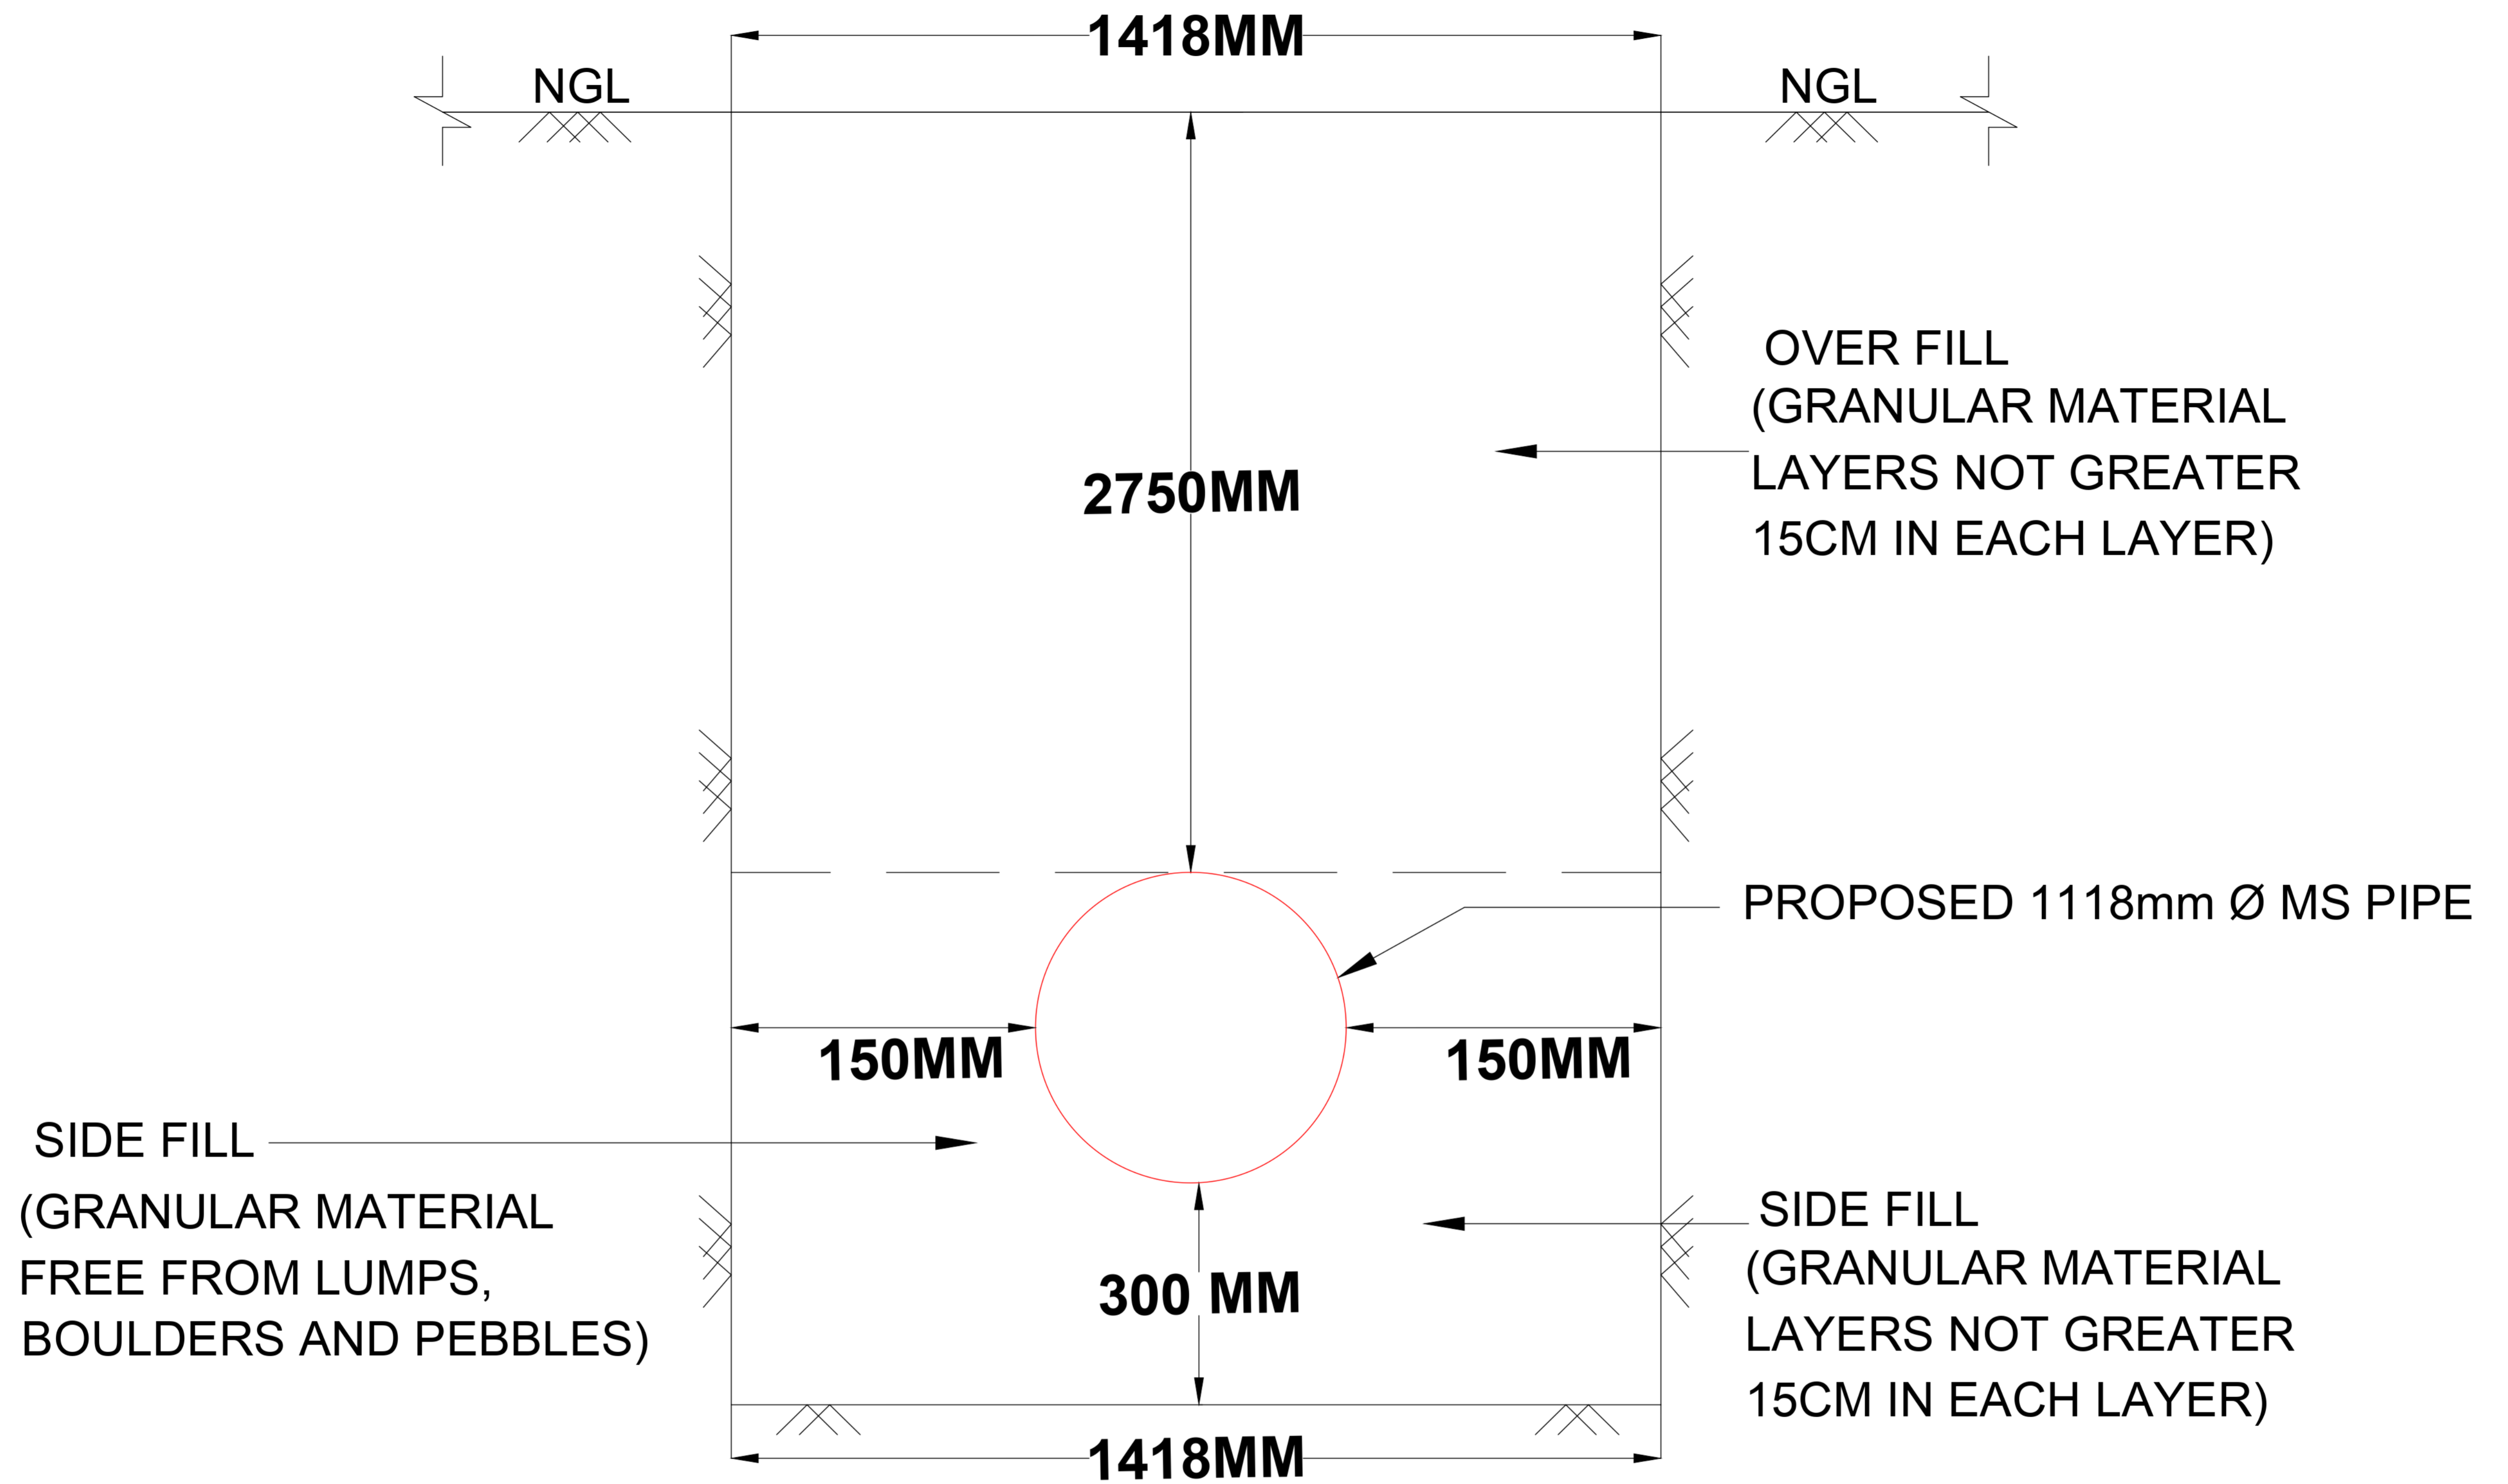 1418MM
NGL
NGL
OVER FILL
(GRANULAR MATERIAL
LAYERS NOT GREATER
15CM IN EACH LAYER)
2750MM
PROPOSED 1118mm Ø MS PIPE
150MM
150MM
SIDE FILL
(GRANULAR MATERIAL
FREE FROM LUMPS,
BOULDERS AND PEBBLES)
SIDE FILL
(GRANULAR MATERIAL
LAYERS NOT GREATER
15CM IN EACH LAYER)
300 MM
1418MM